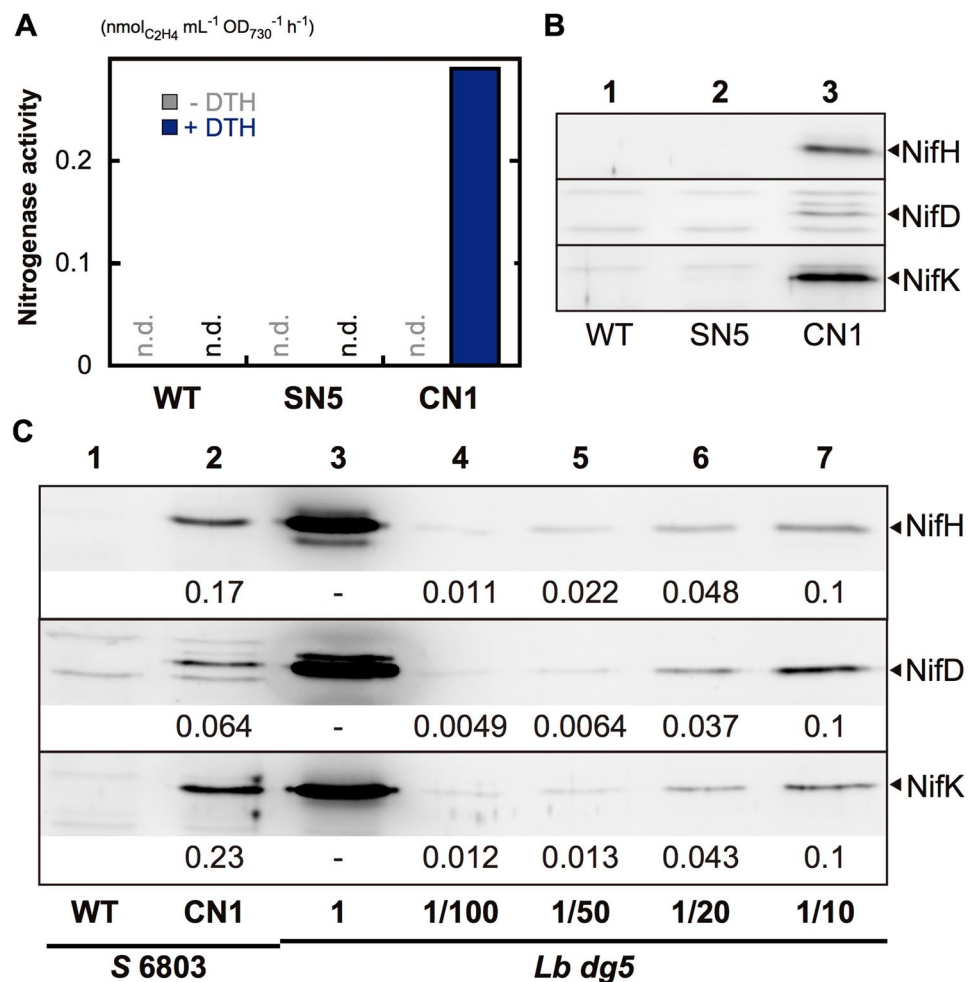 A
(nmolC2H4 mL-1 OD730-1 h-1)
Nitrogenase activity
0.2
0.1
0
- DTH
+ DTH
n.d. n.d. n.d. n.d. n.d.
WT SN5 CN1
B
1 2 3
NifH
NifD
NifK
WT SN5 CN1
C
1 2 3 4 5 6 7
NifH
0.17 - 0.011 0.022 0.048 0.1
NifD
0.064 - 0.0049 0.0064 0.037 0.1
NifK
0.23 - 0.012 0.013 0.043 0.1
WT CN1 1 1/100 1/50 1/20 1/10
S 6803 Lb dg5